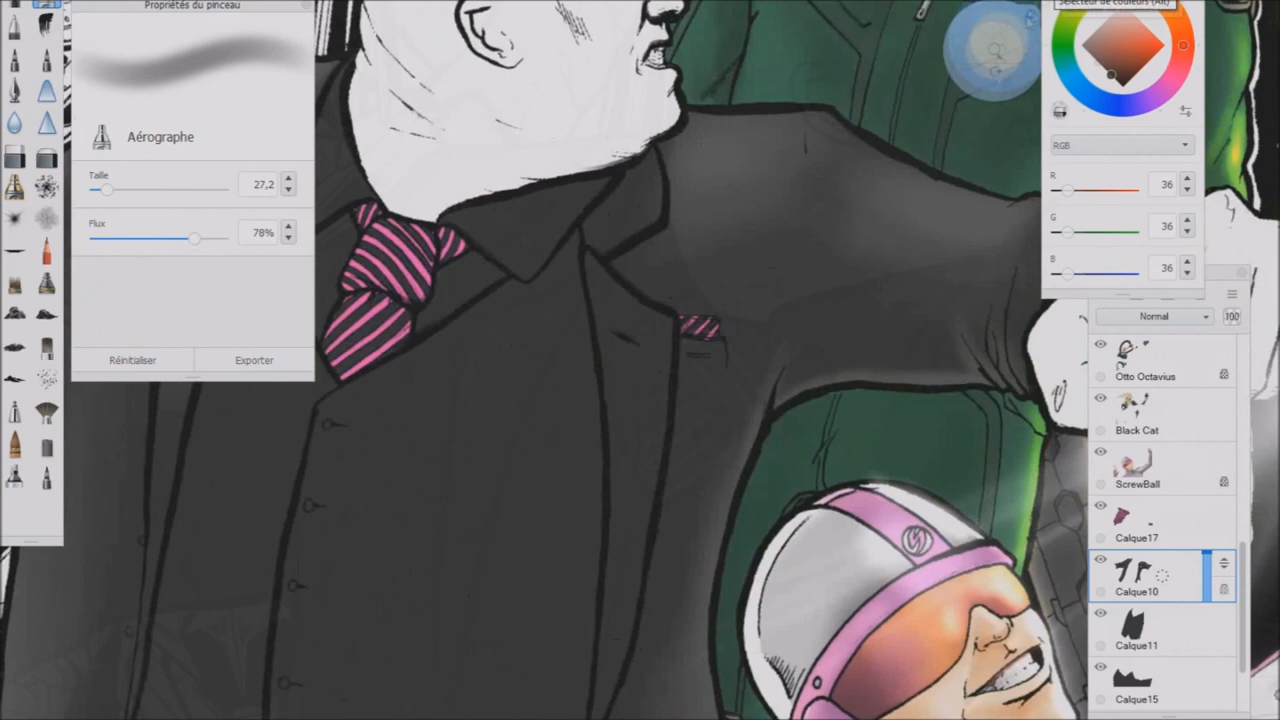 Propriétés du pinceau
Aérographe
Taille
27,2
Flux
78%
Réinitialiser
Exporter
Sélecteur de couleurs (Alt)
RGB
R
36
G
36
B
36
Normal
100
Otto Octavius
Black Cat
ScrewBall
Calque17
Calque10
Calque11
Calque15